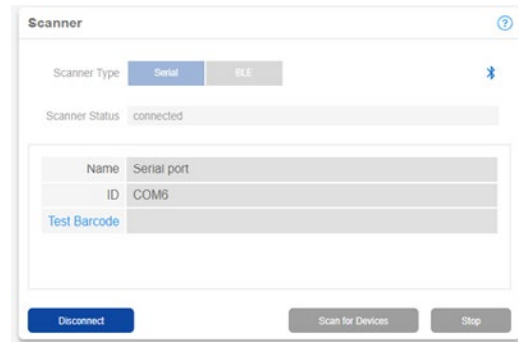 Scanner ?
Scanner Type Serial BLE
Scanner Status connected
Name Serial port
ID COM6
Test Barcode
Disconnect Scan for Devices Stop